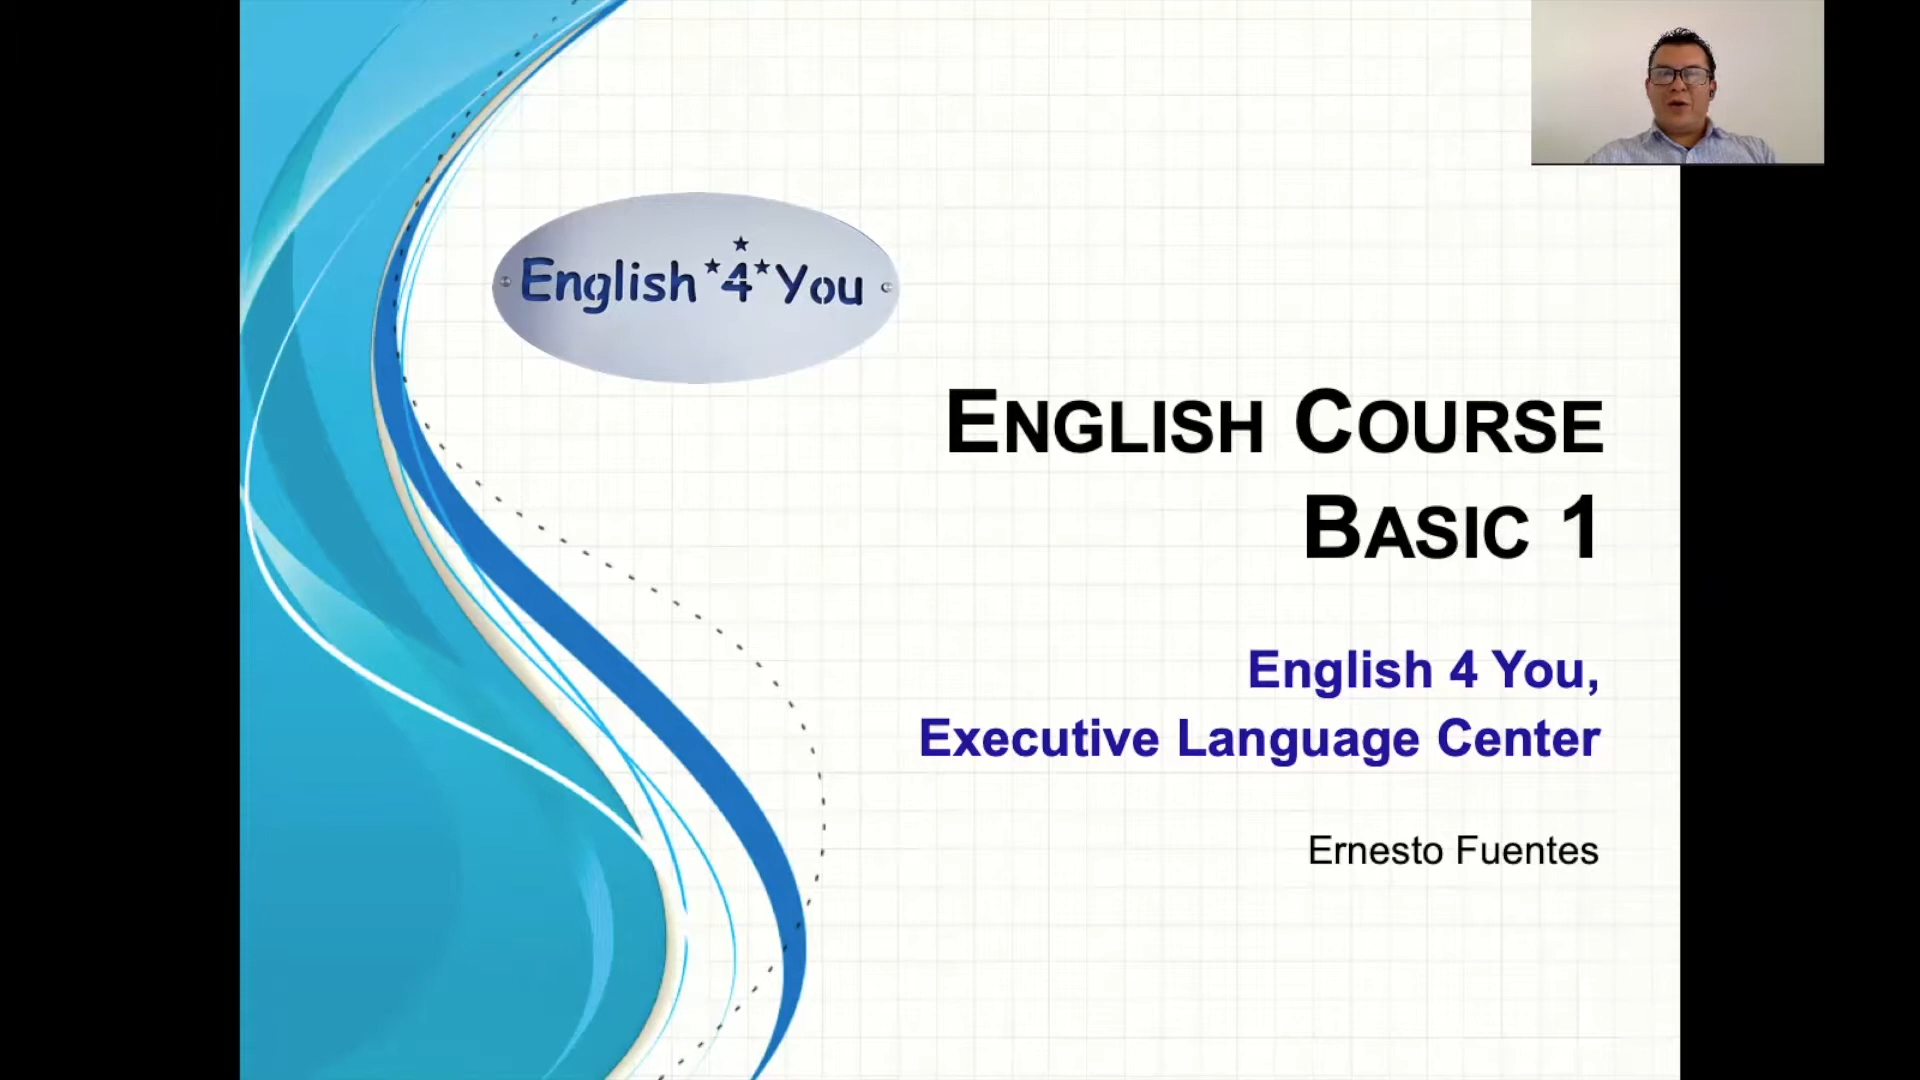 English *4* You
ENGLISH COURSE
BASIC 1
English 4 You,
Executive Language Center
Ernesto Fuentes